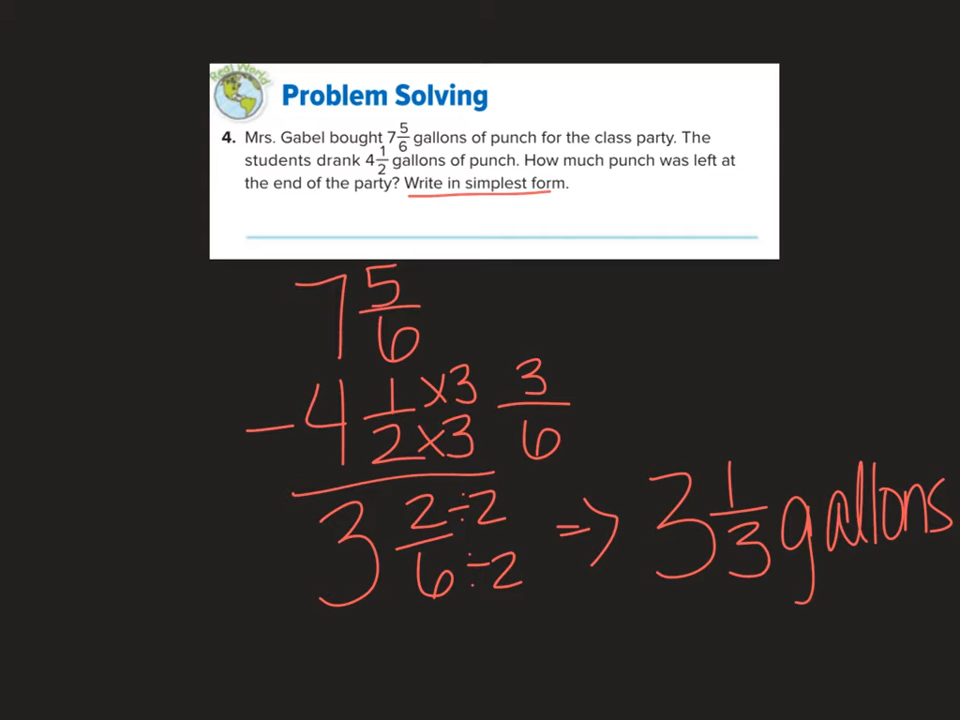 Real World
Problem Solving
4. Mrs. Gabel bought 7 5/6 gallons of punch for the class party. The
students drank 4 1/2 gallons of punch. How much punch was left at
the end of the party? Write in simplest form.
7 5/6
- 4 1/2 ×3/×3 3/6
3 2/6 ÷2/÷2 => 3 1/3 gallons